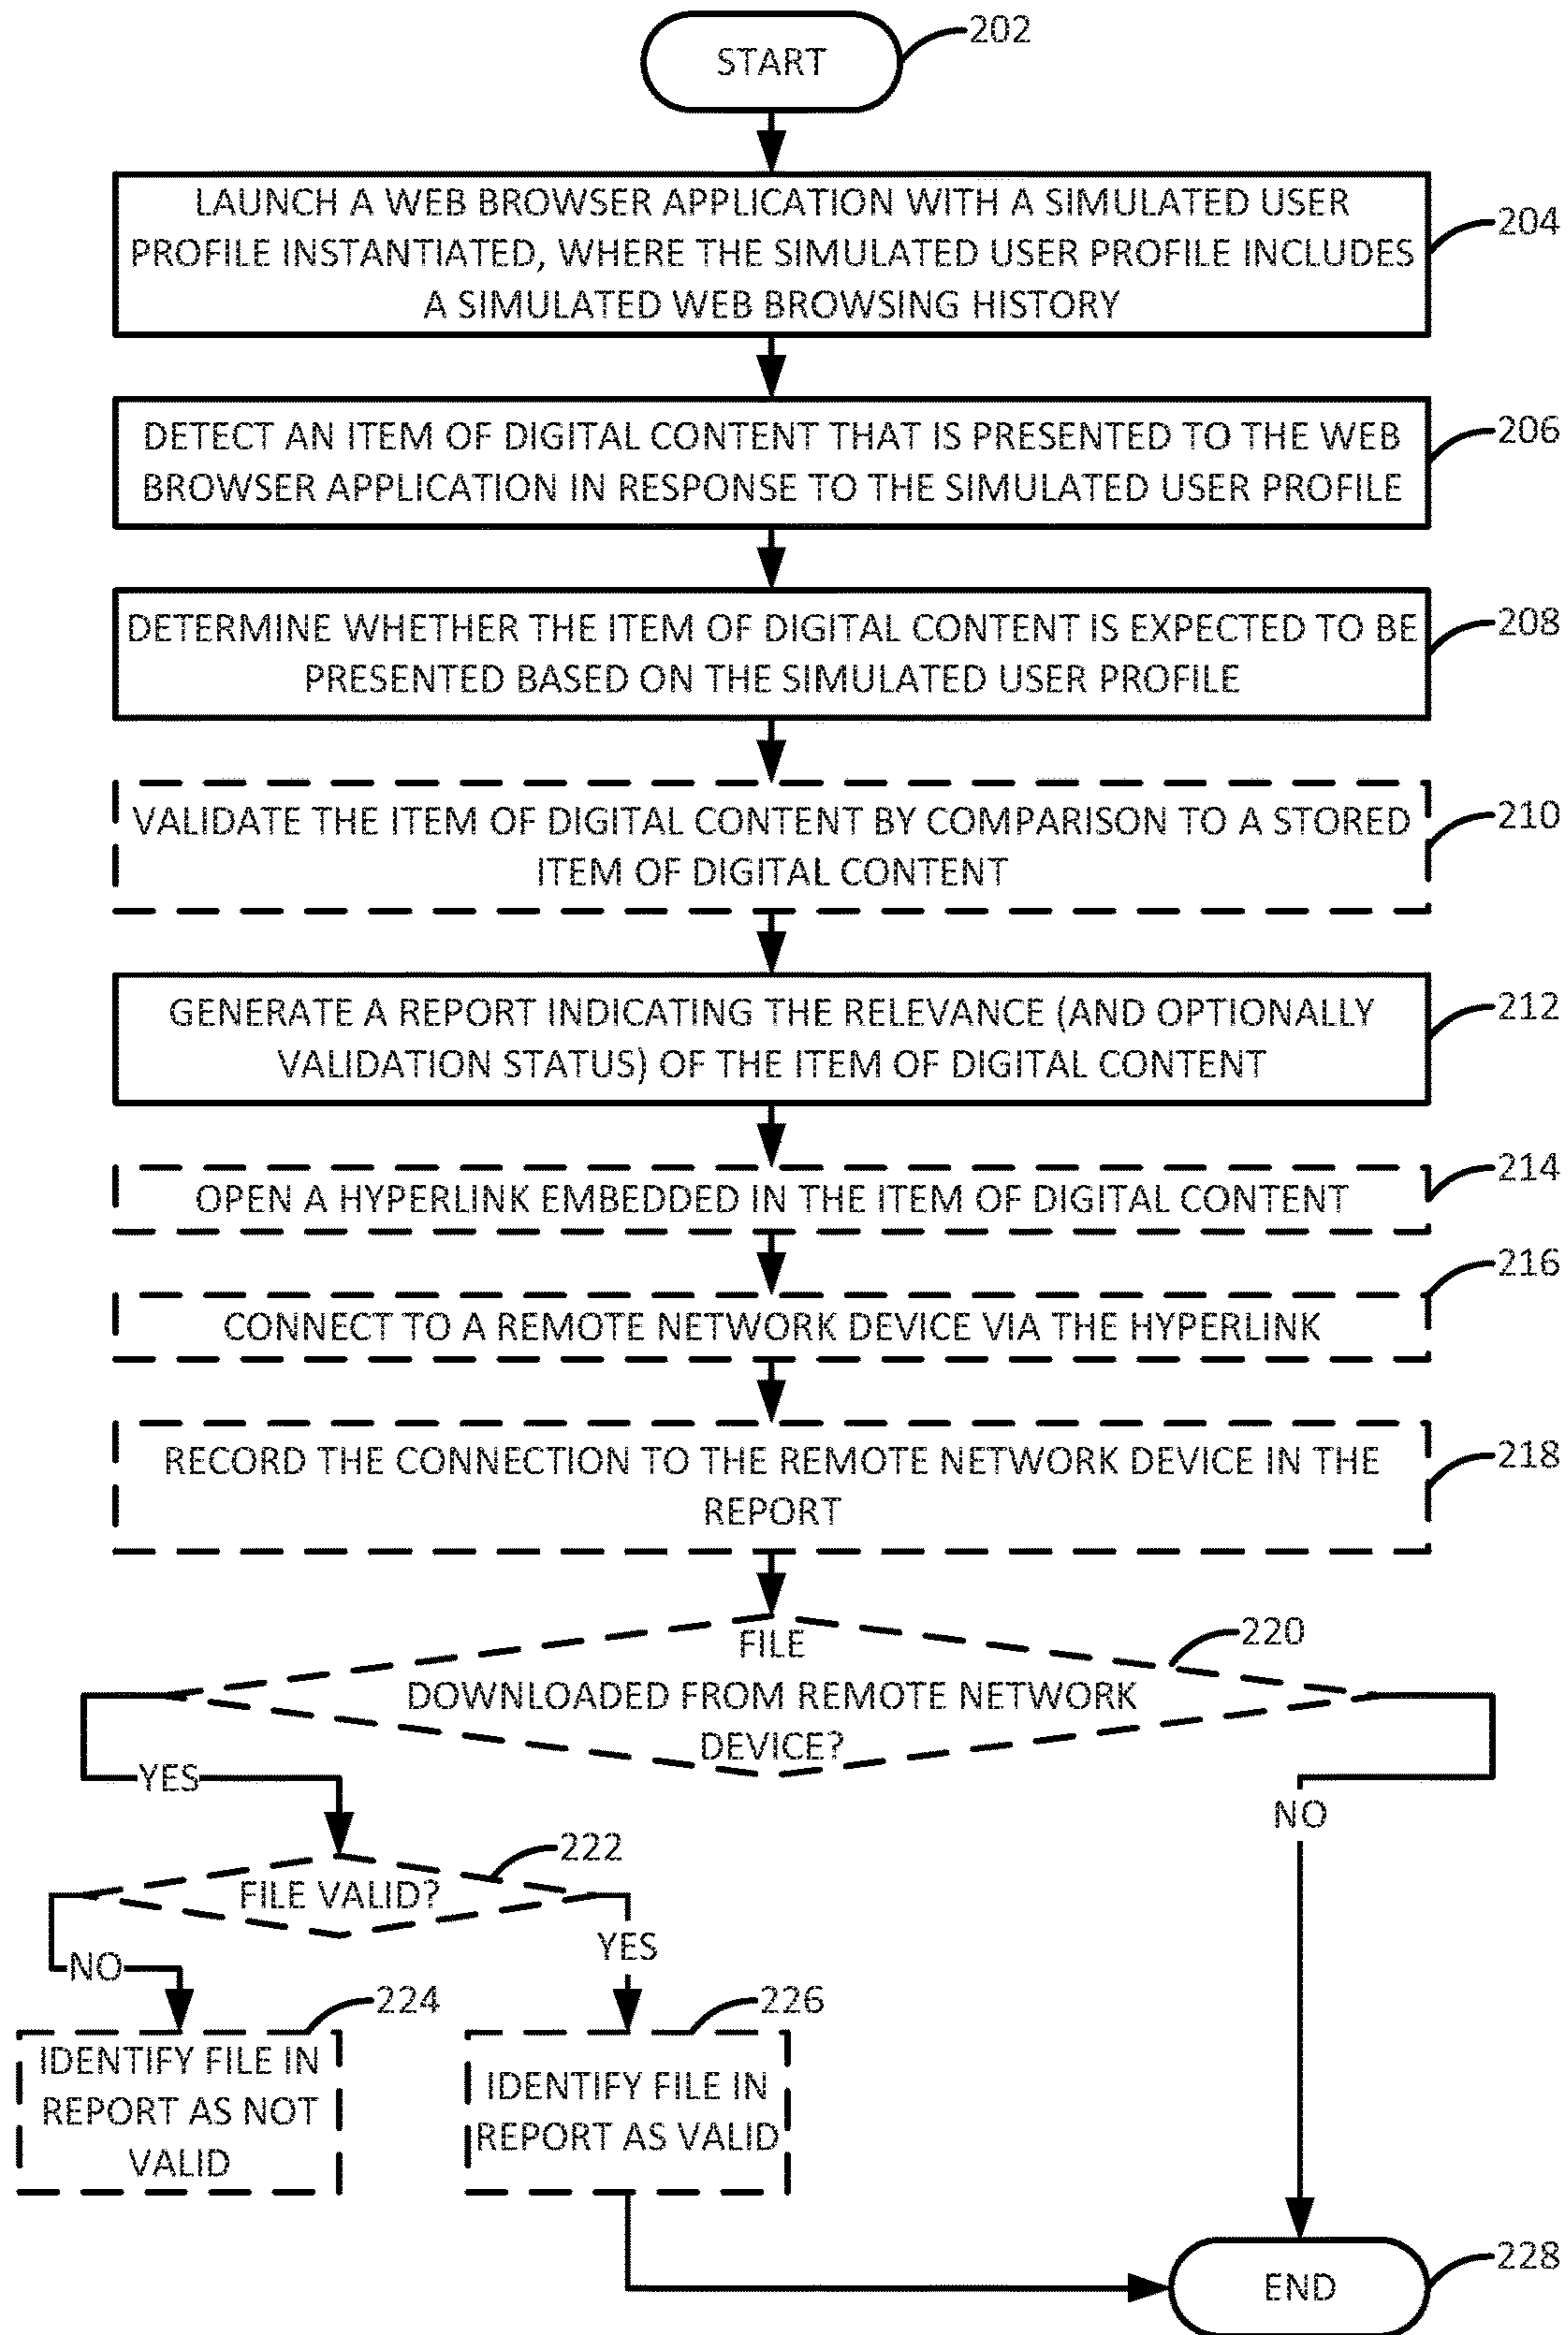 START
202
LAUNCH A WEB BROWSER APPLICATION WITH A SIMULATED USER
PROFILE INSTANTIATED, WHERE THE SIMULATED USER PROFILE INCLUDES
A SIMULATED WEB BROWSING HISTORY
204
DETECT AN ITEM OF DIGITAL CONTENT THAT IS PRESENTED TO THE WEB
BROWSER APPLICATION IN RESPONSE TO THE SIMULATED USER PROFILE
206
DETERMINE WHETHER THE ITEM OF DIGITAL CONTENT IS EXPECTED TO BE
PRESENTED BASED ON THE SIMULATED USER PROFILE
208
VALIDATE THE ITEM OF DIGITAL CONTENT BY COMPARISON TO A STORED
ITEM OF DIGITAL CONTENT
210
GENERATE A REPORT INDICATING THE RELEVANCE (AND OPTIONALLY
VALIDATION STATUS) OF THE ITEM OF DIGITAL CONTENT
212
OPEN A HYPERLINK EMBEDDED IN THE ITEM OF DIGITAL CONTENT
214
CONNECT TO A REMOTE NETWORK DEVICE VIA THE HYPERLINK
216
RECORD THE CONNECTION TO THE REMOTE NETWORK DEVICE IN THE
REPORT
218
FILE
DOWNLOADED FROM REMOTE NETWORK
DEVICE?
220
YES
NO
FILE VALID?
222
NO
YES
IDENTIFY FILE IN
REPORT AS NOT
VALID
224
IDENTIFY FILE IN
REPORT AS VALID
226
END
228